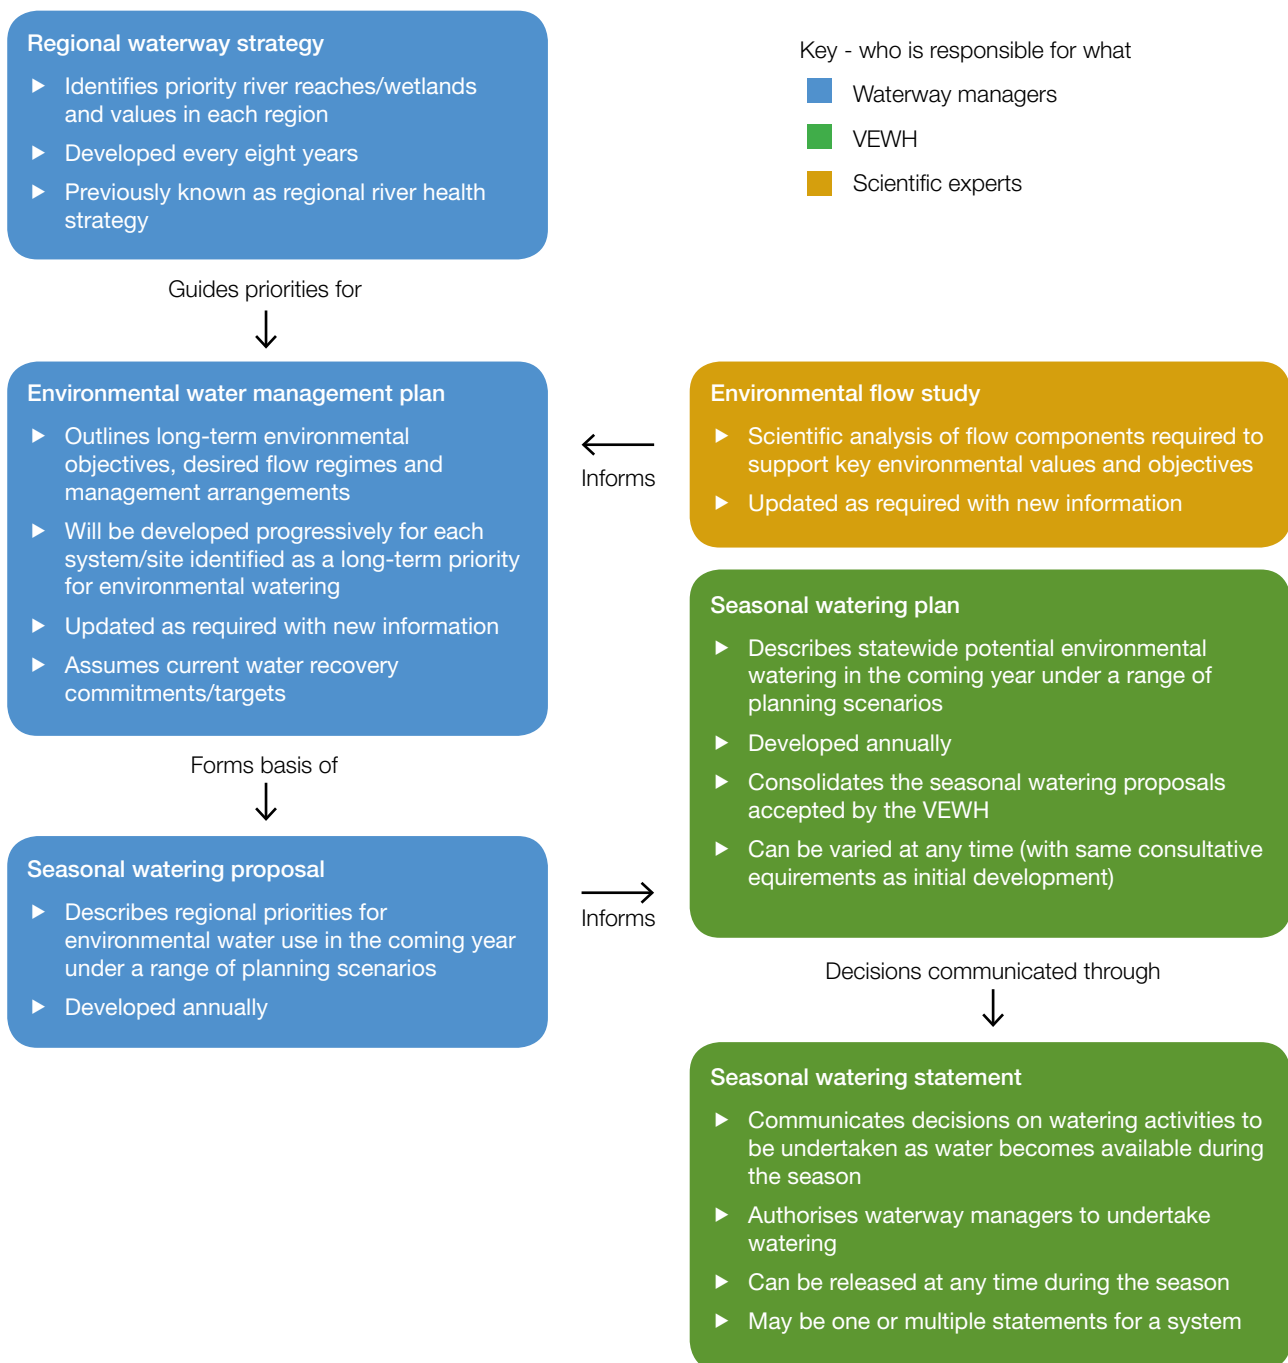 Regional waterway strategy
Identifies priority river reaches/wetlands
and values in each region
Developed every eight years
Previously known as regional river health
strategy
Key - who is responsible for what
Waterway managers
VEWH
Scientific experts
Guides priorities for
Environmental water management plan
Outlines long-term environmental
objectives, desired flow regimes and
management arrangements
Will be developed progressively for each
system/site identified as a long-term priority
for environmental watering
Updated as required with new information
Assumes current water recovery
commitments/targets
Informs
Environmental flow study
Scientific analysis of flow components required to
support key environmental values and objectives
Updated as required with new information
Forms basis of
Seasonal watering proposal
Describes regional priorities for
environmental water use in the coming year
under a range of planning scenarios
Developed annually
Informs
Seasonal watering plan
Describes statewide potential environmental
watering in the coming year under a range of
planning scenarios
Developed annually
Consolidates the seasonal watering proposals
accepted by the VEWH
Can be varied at any time (with same consultative
equirements as initial development)
Decisions communicated through
Seasonal watering statement
Communicates decisions on watering activities to
be undertaken as water becomes available during
the season
Authorises waterway managers to undertake
watering
Can be released at any time during the season
May be one or multiple statements for a system